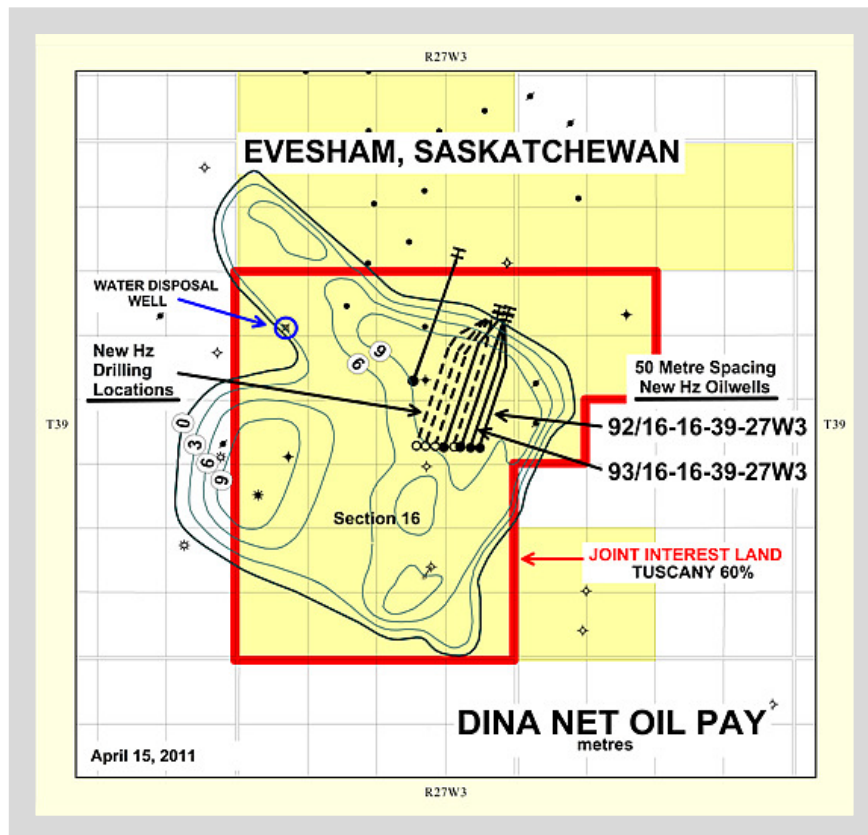 R27W3
EVESHAM, SASKATCHEWAN
WATER DISPOSAL
WELL
New Hz
Drilling
Locations
9
6
50 Metre Spacing
New Hz Oilwells
T39
T39
0
3
6
9
92/16-16-39-27W3
93/16-16-39-27W3
Section 16
JOINT INTEREST LAND
TUSCANY 60%
DINA NET OIL PAY
metres
April 15, 2011
R27W3